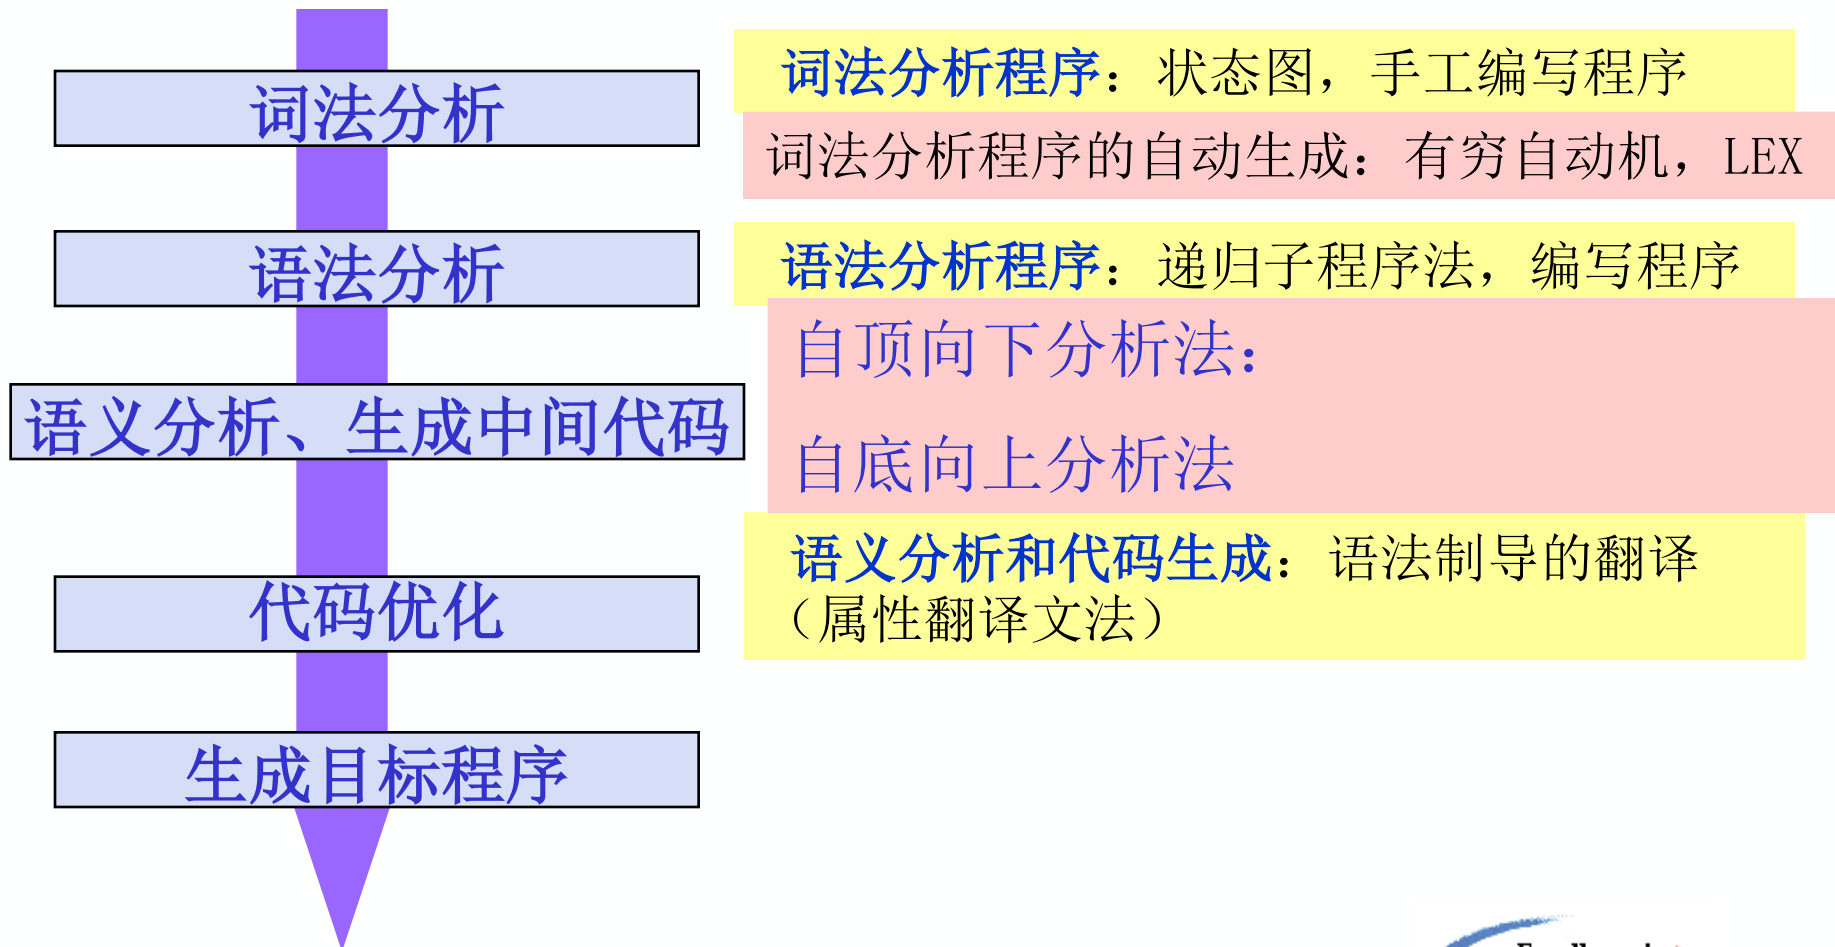 词法分析
语法分析
语义分析、生成中间代码
代码优化
生成目标程序
词法分析程序：状态图，手工编写程序
词法分析程序的自动生成：有穷自动机，LEX
语法分析程序：递归子程序法，编写程序
自顶向下分析法：
自底向上分析法
语义分析和代码生成：语法制导的翻译
（属性翻译文法）